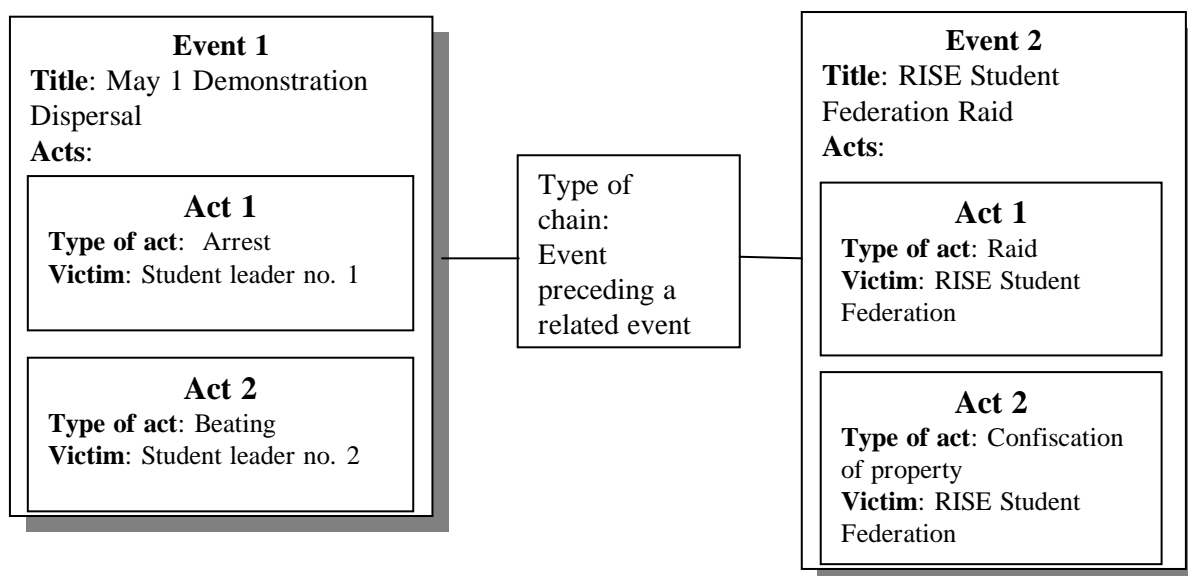 Event 1
Title: May 1 Demonstration
Dispersal
Acts:
Act 1
Type of act: Arrest
Victim: Student leader no. 1
Act 2
Type of act: Beating
Victim: Student leader no. 2
Type of
chain:
Event
preceding a
related event
Event 2
Title: RISE Student
Federation Raid
Acts:
Act 1
Type of act: Raid
Victim: RISE Student
Federation
Act 2
Type of act: Confiscation
of property
Victim: RISE Student
Federation